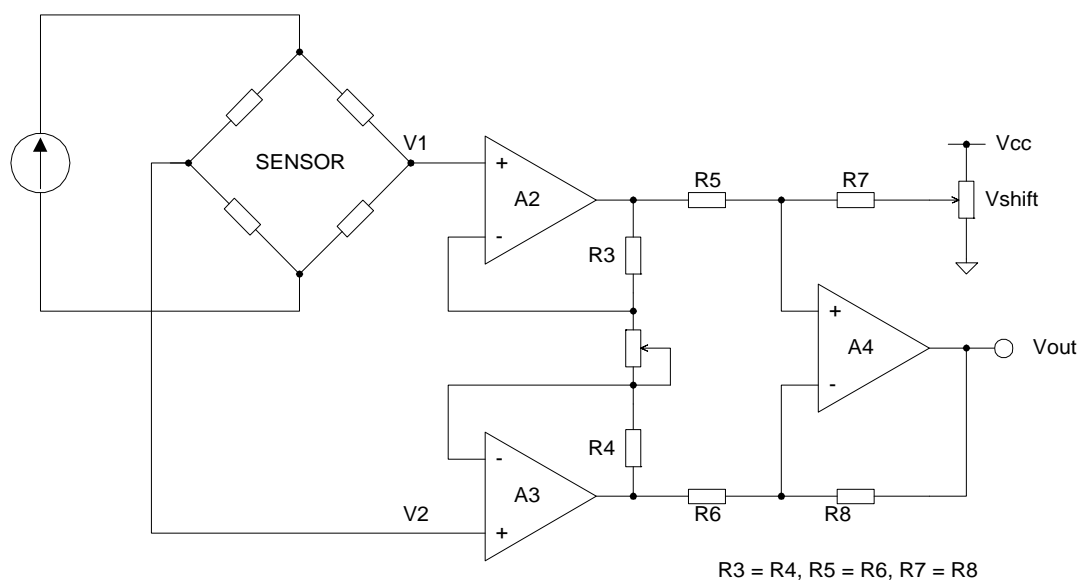 V1
SENSOR
Vcc
+
A2
-
R5
R7
Vshift
R3
+
A4
-
Vout
-
R4
A3
V2
+
R6
R8
R3 = R4, R5 = R6, R7 = R8